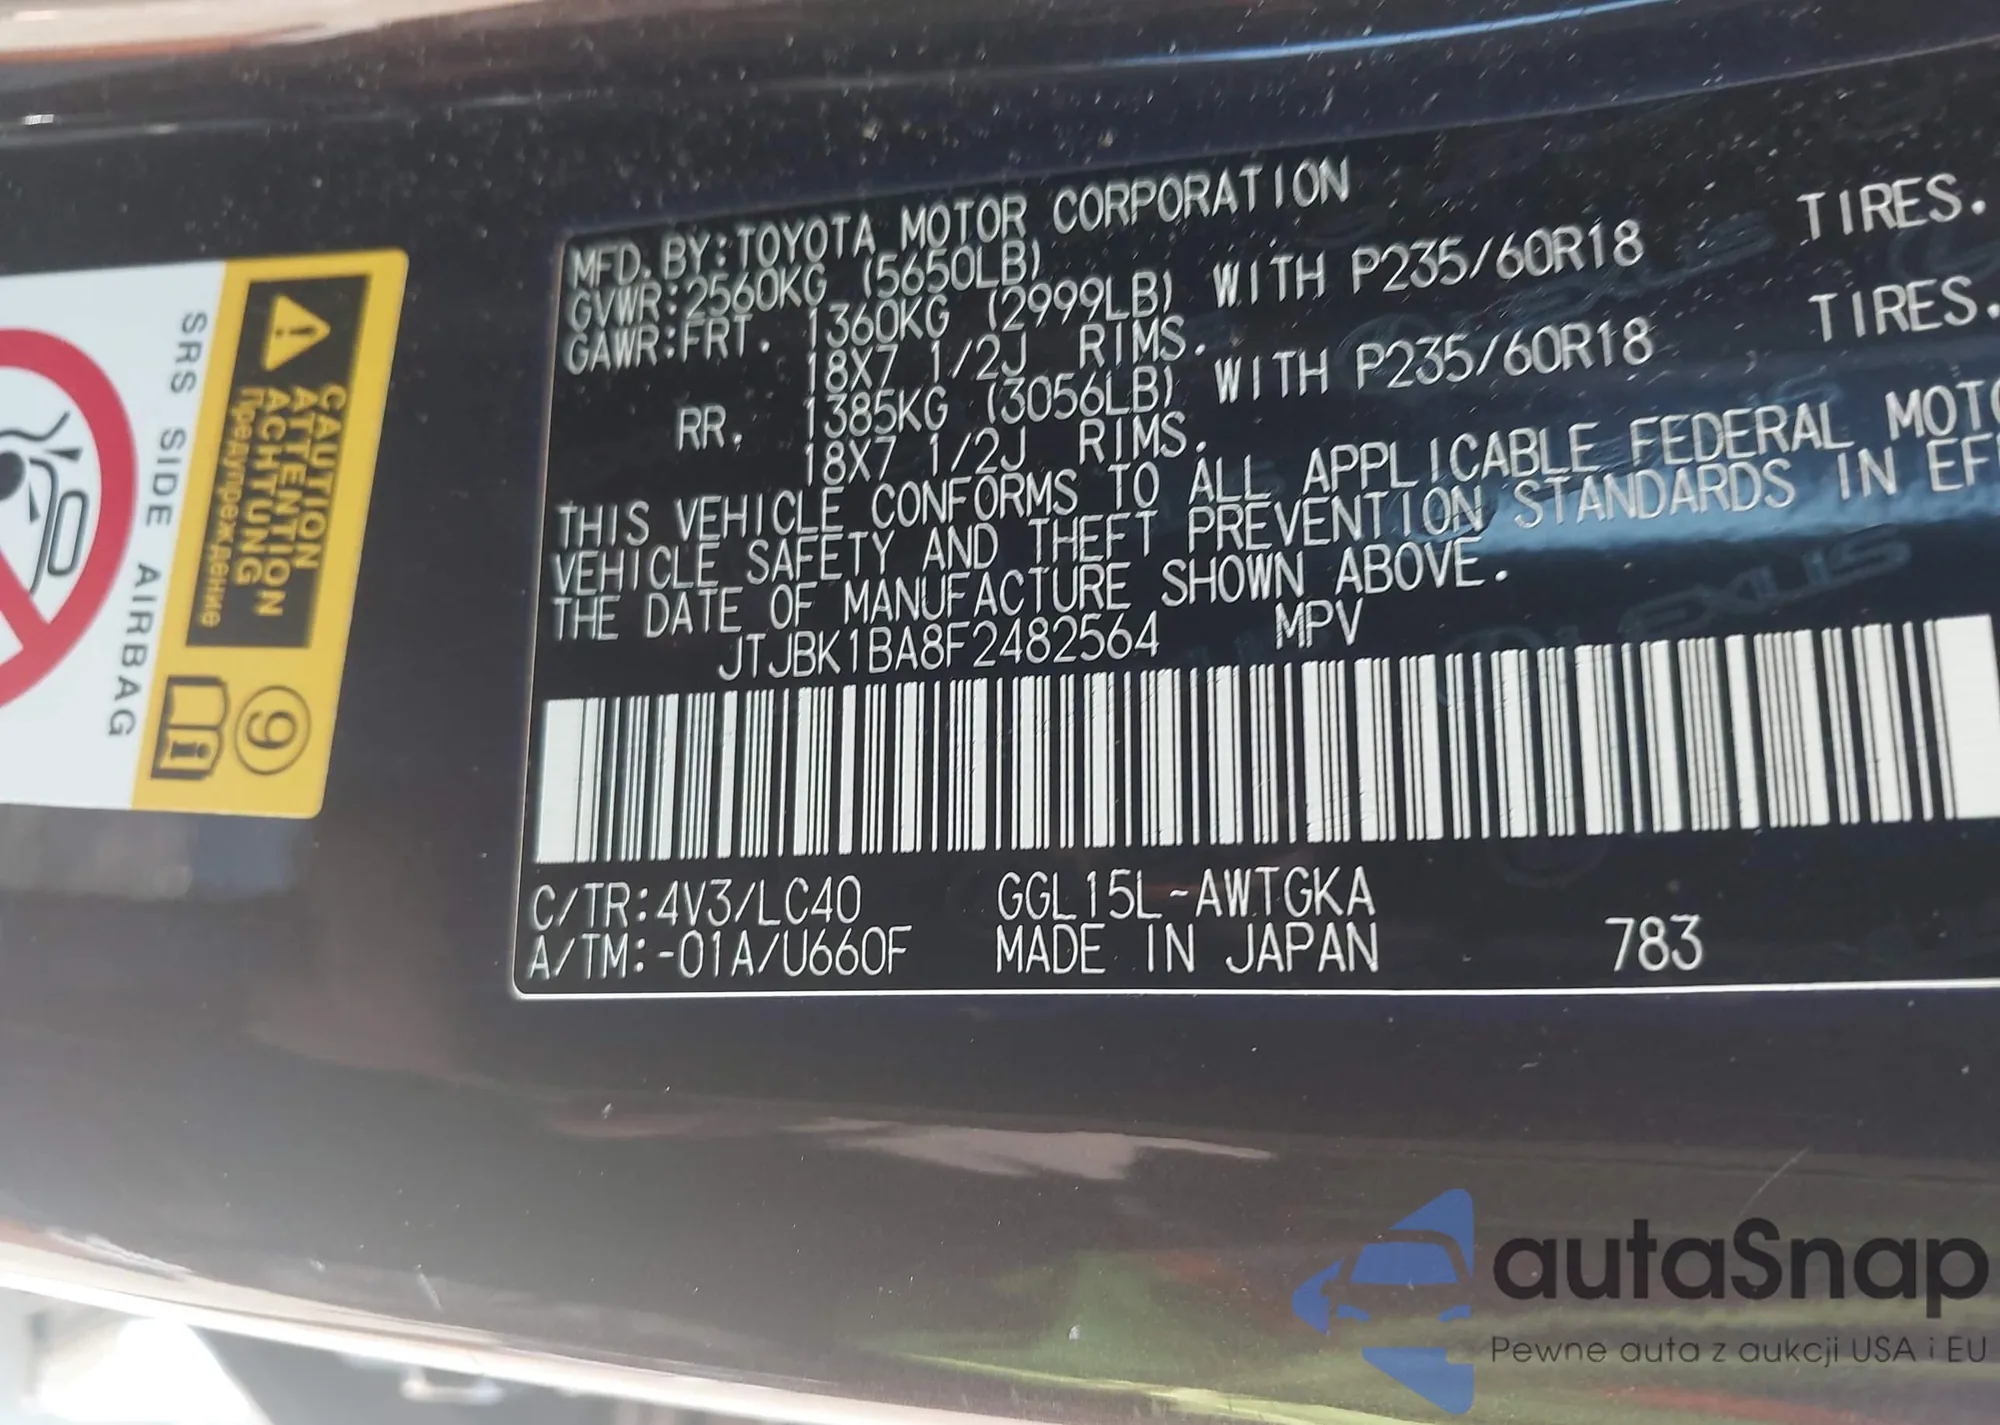 MFD. BY: TOYOTA MOTOR CORPORATION
GVWR: 2560KG (5650LB)
GAWR: FRT. 1360KG (2999LB) WITH P235/60R18 TIRES.
18X7 1/2J RIMS.
RR. 1385KG (3056LB) WITH P235/60R18 TIRES.
18X7 1/2J RIMS.
THIS VEHICLE CONFORMS TO ALL APPLICABLE FEDERAL
VEHICLE SAFETY AND THEFT PREVENTION STANDARDS IN
THE DATE OF MANUFACTURE SHOWN ABOVE.
JTJBK1BA8F2482564 MPV
C/TR: 4V3/LC40 GGL15L-AWTGKA
A/TM: -01A/U660F MADE IN JAPAN 783
CAUTION
ATTENTION
ACHTUNG
Предупреждение
9
SRS SIDE AIRBAG
LEXUS
autaSnap
Pewne auta z aukcji USA i EU